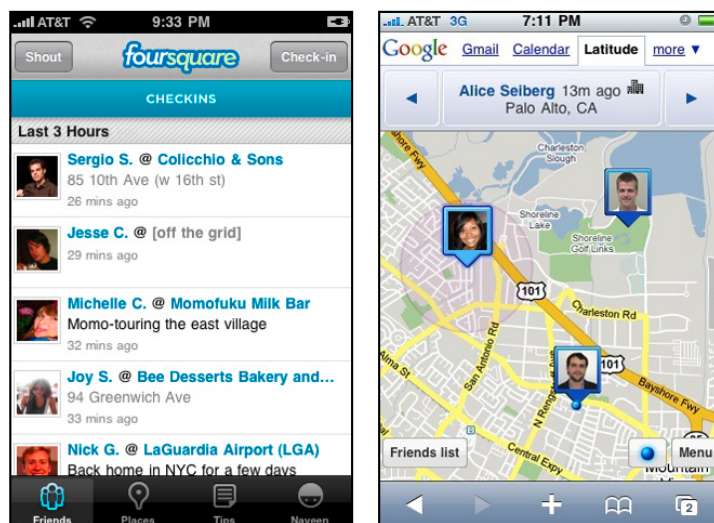 AT&T 9:33 PM
Shout foursquare Check-in
CHECKINS
Last 3 Hours
Sergio S. @ Colicchio & Sons
85 10th Ave (w 16th st)
26 mins ago
Jesse C. @ [off the grid]
29 mins ago
Michelle C. @ Momofuku Milk Bar
Momo-touring the east village
32 mins ago
Joy S. @ Bee Desserts Bakery and...
94 Greenwich Ave
33 mins ago
Nick G. @ LaGuardia Airport (LGA)
Back home in NYC for a few days
Friends Places Tips Naveen
AT&T 3G 7:11 PM
Google Gmail Calendar Latitude more ▼
Alice Seiberg 13m ago
Palo Alto, CA
shore Fwy
Charleston
Slough
Shoreline
Lake
Shoreline
Golf Links
101
Charleston Rd
San Antonio Rd
Alma St
101
N Rengstorff Ave
Bayshore Fwy
Central Expy
Friends list
Menu
Mountain
2